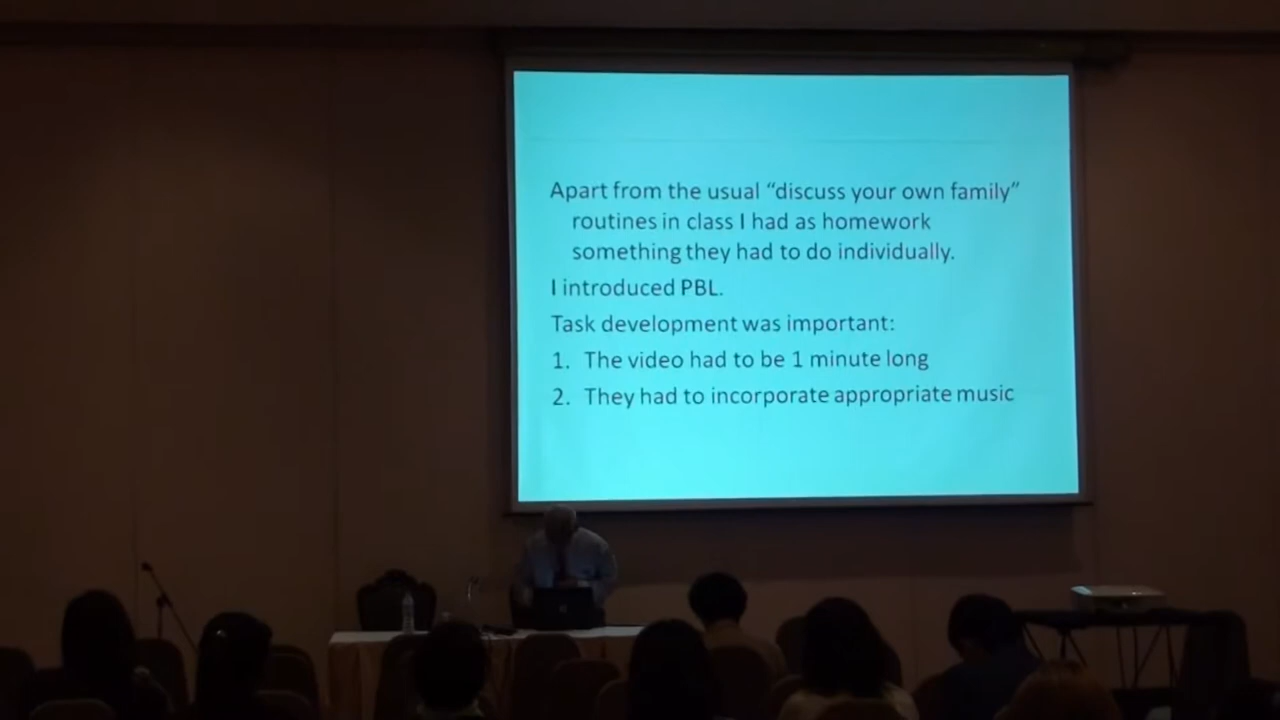 Apart from the usual “discuss your own family”
routines in class I had as homework
something they had to do individually.
I introduced PBL.
Task development was important:
1. The video had to be 1 minute long
2. They had to incorporate appropriate music